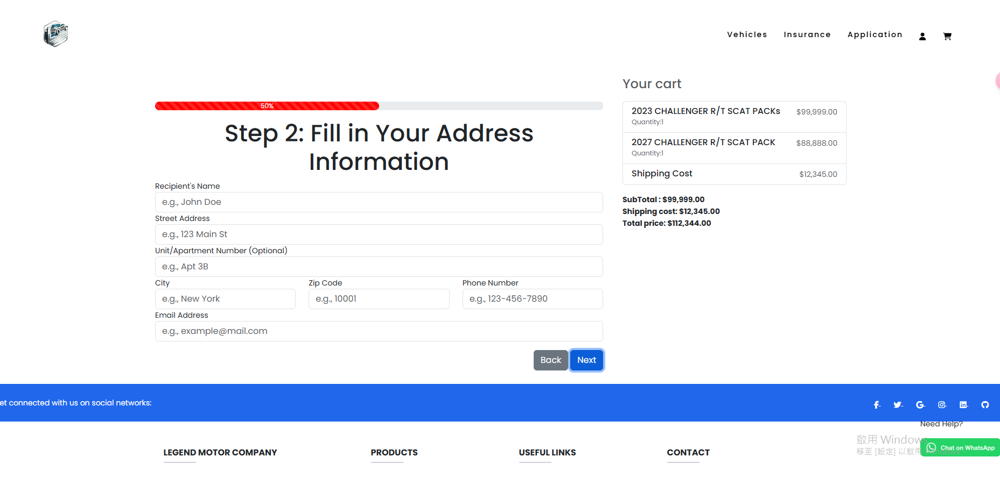 Vehicles Insurance Application
50%
Step 2: Fill in Your Address
Information
Recipient's Name
e.g., John Doe
Street Address
e.g., 123 Main St
Unit/Apartment Number (Optional)
e.g., Apt 3B
City Zip Code Phone Number
e.g., New York e.g., 10001 e.g., 123-456-7890
Email Address
e.g., example@mail.com
Back Next
Your cart
2023 CHALLENGER R/T SCAT PACKs $99,999.00
Quantity:1
2027 CHALLENGER R/T SCAT PACK $88,888.00
Quantity:1
Shipping Cost $12,345.00
SubTotal : $99,999.00
Shipping cost: $12,345.00
Total price: $112,344.00
et connected with us on social networks:
Need Help?
啟用 Windows
移至 [設定] 以啟用 Windows。
Chat on WhatsApp
LEGEND MOTOR COMPANY PRODUCTS USEFUL LINKS CONTACT